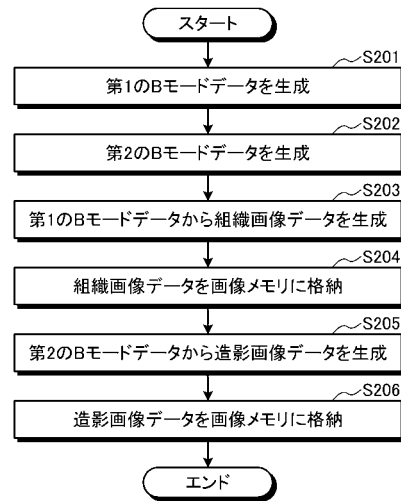 スタート
S201
第1のBモードデータを生成
S202
第2のBモードデータを生成
S203
第1のBモードデータから組織画像データを生成
S204
組織画像データを画像メモリに格納
S205
第2のBモードデータから造影画像データを生成
S206
造影画像データを画像メモリに格納
エンド